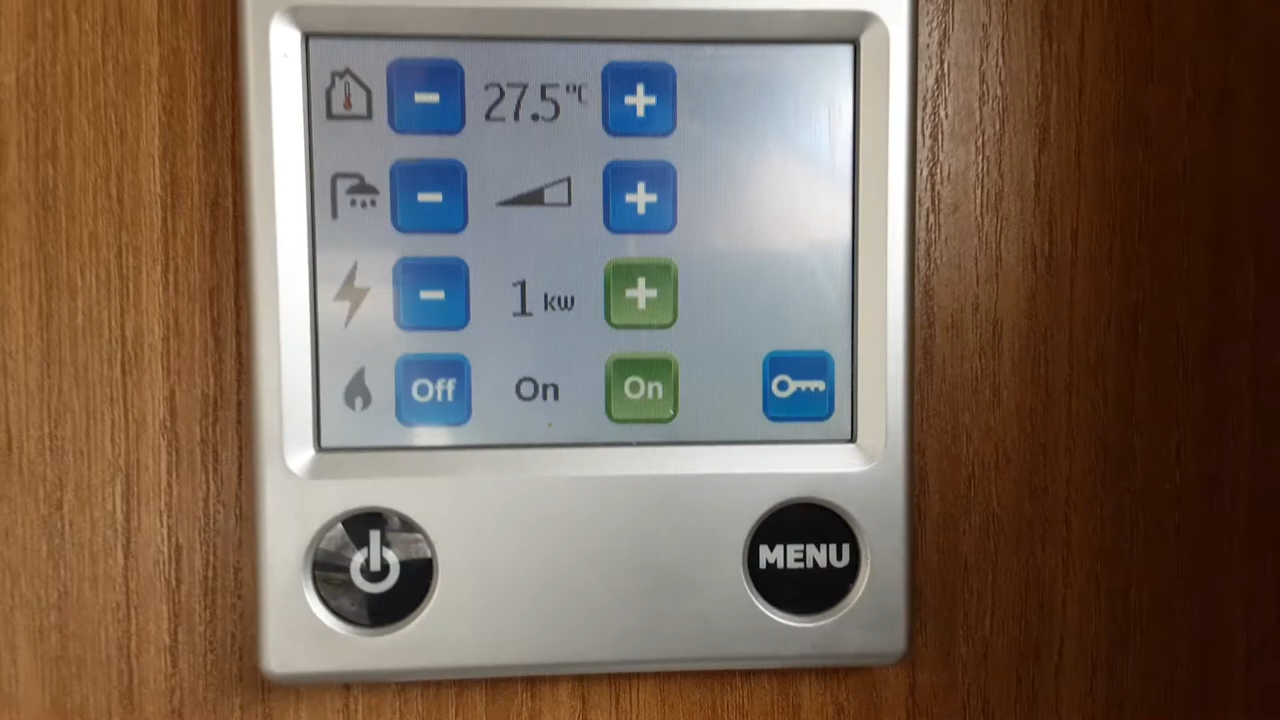 - 27.5°C +
- +
- 1 kw +
Off On On
MENU